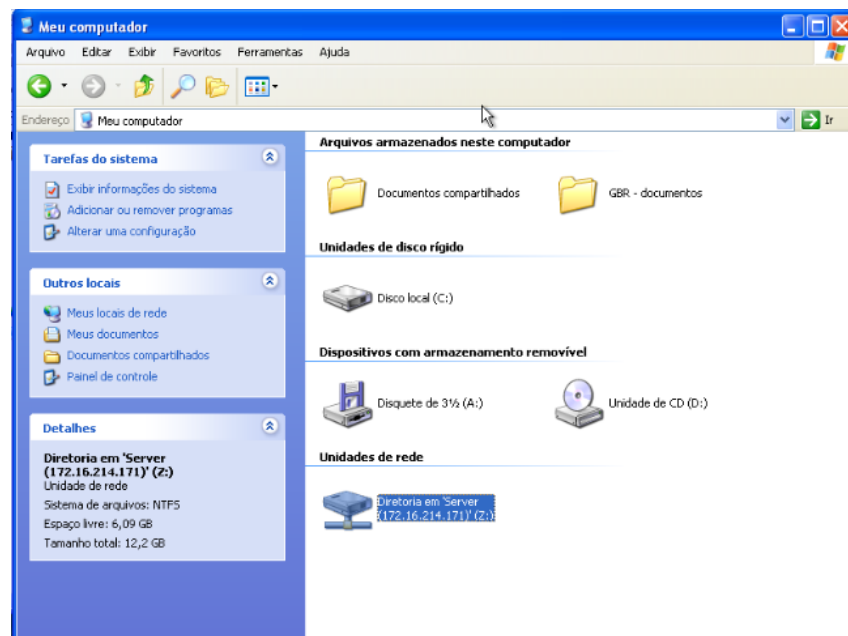 Meu computador
Arquivo Editar Exibir Favoritos Ferramentas Ajuda
Endereço Meu computador Ir
Tarefas do sistema
Exibir informações do sistema
Adicionar ou remover programas
Alterar uma configuração
Outros locais
Meus locais de rede
Meus documentos
Documentos compartilhados
Painel de controle
Detalhes
Diretoria em 'Server
(172.16.214.171)' (Z:)
Unidade de rede
Sistema de arquivos: NTFS
Espaço livre: 6,09 GB
Tamanho total: 12,2 GB
Arquivos armazenados neste computador
Documentos compartilhados
GBR - documentos
Unidades de disco rígido
Disco local (C:)
Dispositivos com armazenamento removível
Disquete de 3½ (A:)
Unidade de CD (D:)
Unidades de rede
Diretoria em 'Server
(172.16.214.171)' (Z:)